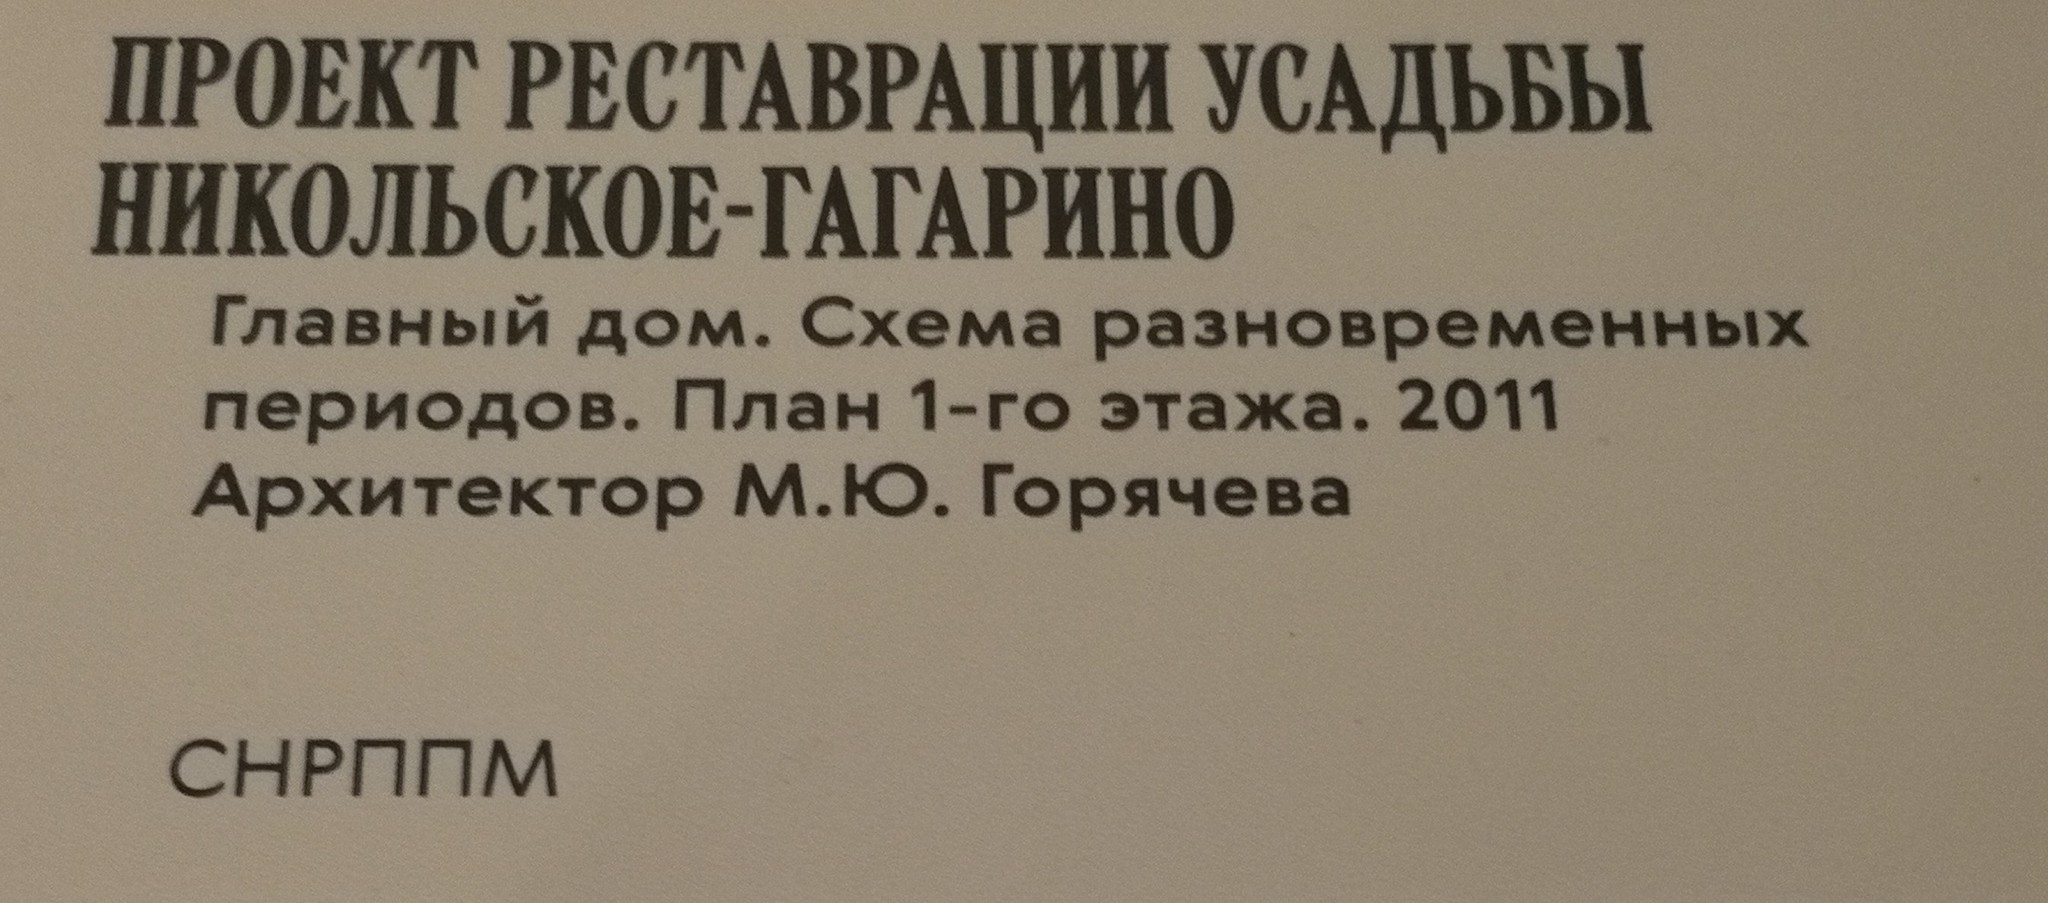 ПРОЕКТ РЕСТАВРАЦИИ УСАДЬБЫ
НИКОЛЬСКОЕ-ГАГАРИНО
Главный дом. Схема разновременных
периодов. План 1-го этажа. 2011
Архитектор М.Ю. Горячева
СНРППМ